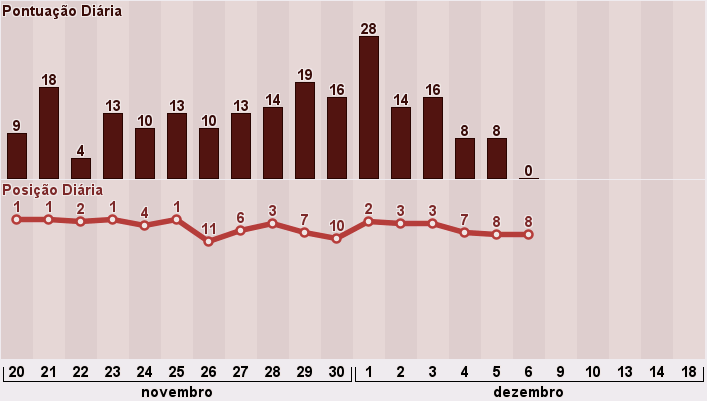 Pontuação Diária
9 18 4 13 10 13 10 13 14 19 16 28 14 16 8 8 0
Posição Diária
1 1 2 1 4 1 11 6 3 7 10 2 3 3 7 8 8
20 21 22 23 24 25 26 27 28 29 30 1 2 3 4 5 6 9 10 13 14 18
novembro dezembro